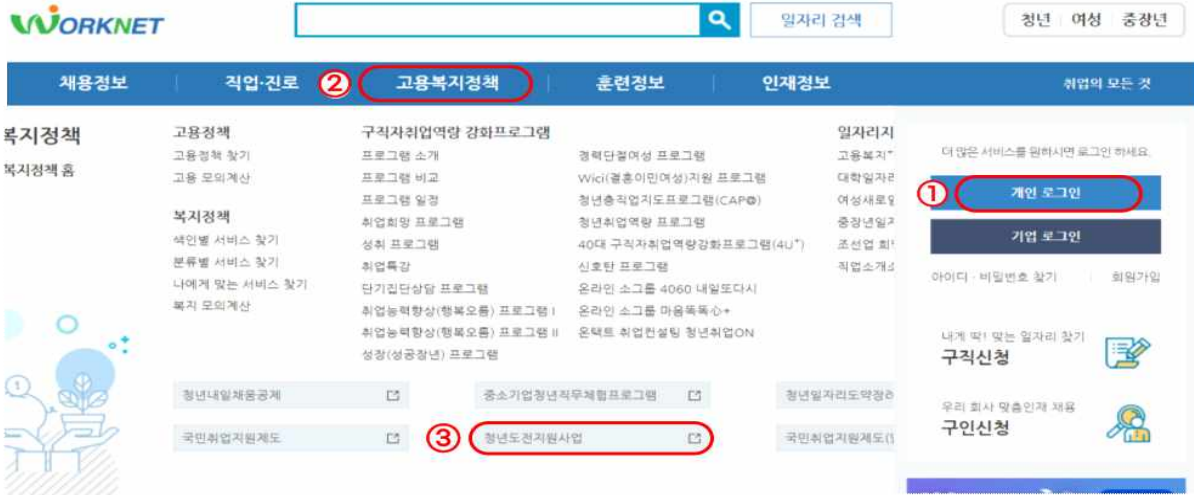 WORKNET
일자리 검색
청년 여성 중장년
채용정보 직업·진로 ② 고용복지정책 훈련정보 인재정보 취업의 모든 것
복지정책
복지정책 홈
고용정책
고용정책 찾기
고용 모의계산
복지정책
색인별 서비스 찾기
분류별 서비스 찾기
나에게 맞는 서비스 찾기
복지 모의계산
구직자취업역량 강화프로그램
프로그램 소개
프로그램 비교
프로그램 일정
취업희망 프로그램
성취 프로그램
취업특강
단기집단상담 프로그램
취업능력향상(행복오름) 프로그램 I
취업능력향상(행복오름) 프로그램 II
성장(성공장년) 프로그램
경력단절여성 프로그램
Wici(결혼이민여성)지원 프로그램
청년층직업지도프로그램(CAP@)
청년취업역량 프로그램
40대 구직자취업역량강화프로그램(4U⁺)
신호탄 프로그램
온라인 소그룹 4060 내일또다시
온라인 소그룹 마음똑똑心+
온택트 취업컨설팅 청년취업ON
일자리지
고용복지⁺
대학일자리
여성새로일
중장년일자
조선업 희망
직업소개소
청년내일채움공제
중소기업청년직무체험프로그램
청년일자리도약장려
국민취업지원제도
③ 청년도전지원사업
국민취업지원제도(일
더 많은 서비스를 원하시면 로그인 하세요.
① 개인 로그인
기업 로그인
아이디 · 비밀번호 찾기 회원가입
내게 딱! 맞는 일자리 찾기
구직신청
우리 회사 맞춤인재 채용
구인신청